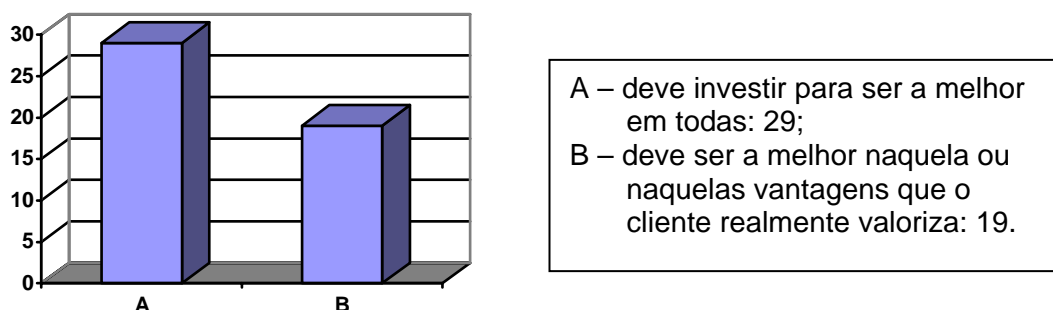 30
25
20
15
10
5
0
A B
A – deve investir para ser a melhor
em todas: 29;
B – deve ser a melhor naquela ou
naquelas vantagens que o
cliente realmente valoriza: 19.